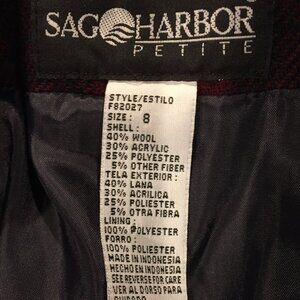 SAG HARBOR
PETITE
STYLE/ESTILO
F82027
SIZE: 8
SHELL:
40% WOOL
30% ACRYLIC
25% POLYESTER
5% OTHER FIBER
TELA EXTERIOR:
40% LANA
30% ACRILICA
25% POLIESTER
5% OTRA FIBRA
LINING:
100% POLYESTER
FORRO:
100% POLIESTER
MADE IN INDONESIA
HECHO EN INDONESIA
SEE REVERSE FOR CARE
VER AL DORSO PARA
CUIDADO